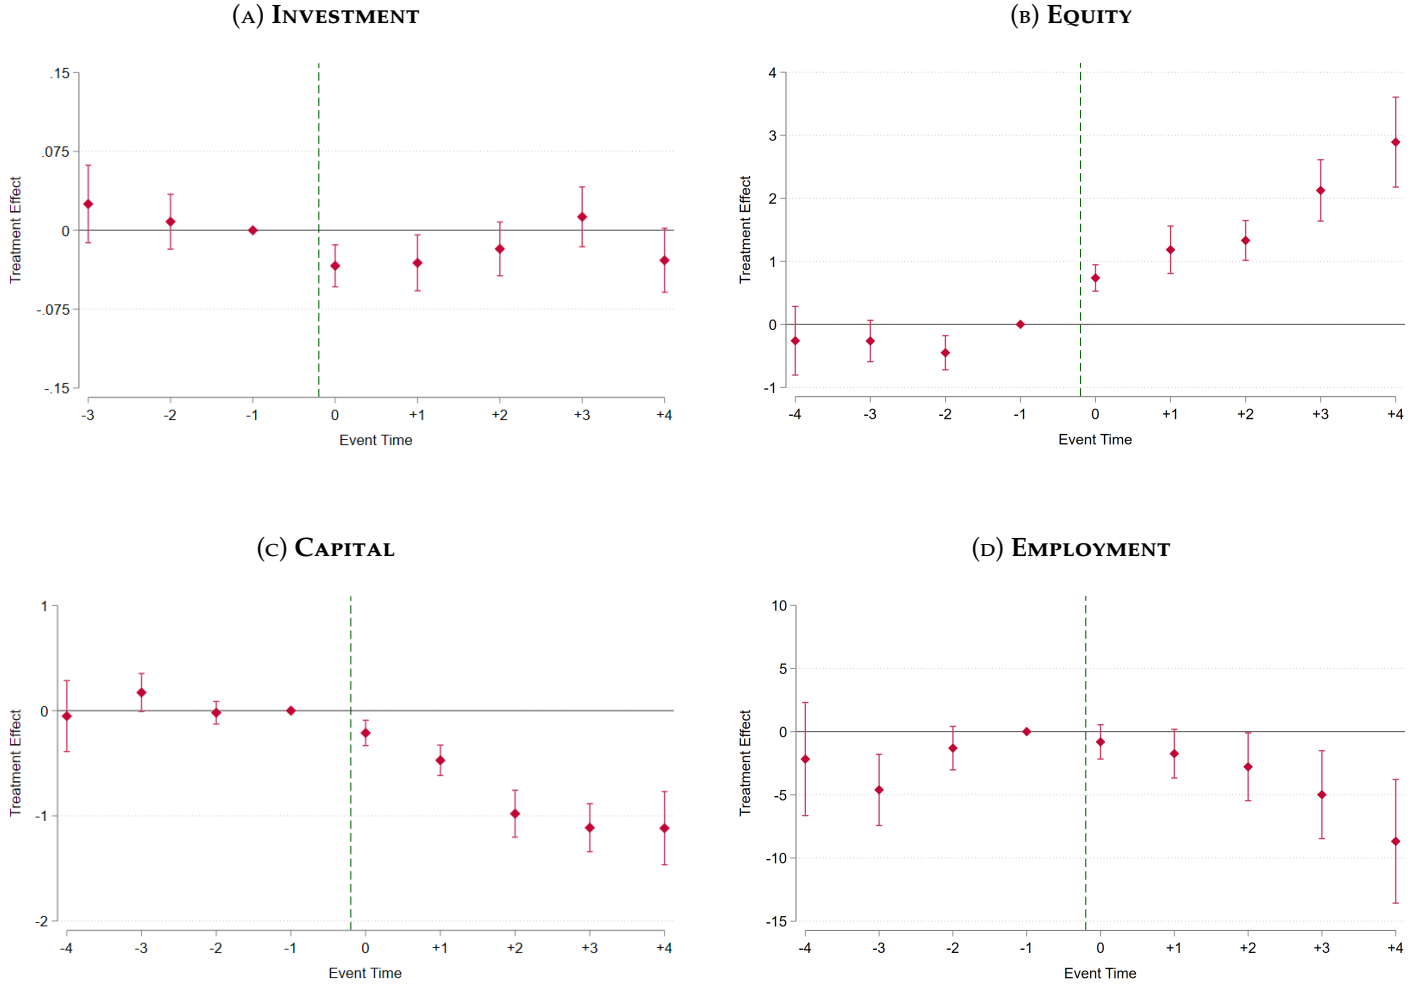 (A) INVESTMENT
.15
.075
0
-.075
-.15
Treatment Effect
-3 -2 -1 0 +1 +2 +3 +4
Event Time
(B) EQUITY
4
3
2
1
0
-1
Treatment Effect
-4 -3 -2 -1 0 +1 +2 +3 +4
Event Time
(C) CAPITAL
1
0
-1
-2
Treatment Effect
-4 -3 -2 -1 0 +1 +2 +3 +4
Event Time
(D) EMPLOYMENT
10
5
0
-5
-10
-15
Treatment Effect
-4 -3 -2 -1 0 +1 +2 +3 +4
Event Time